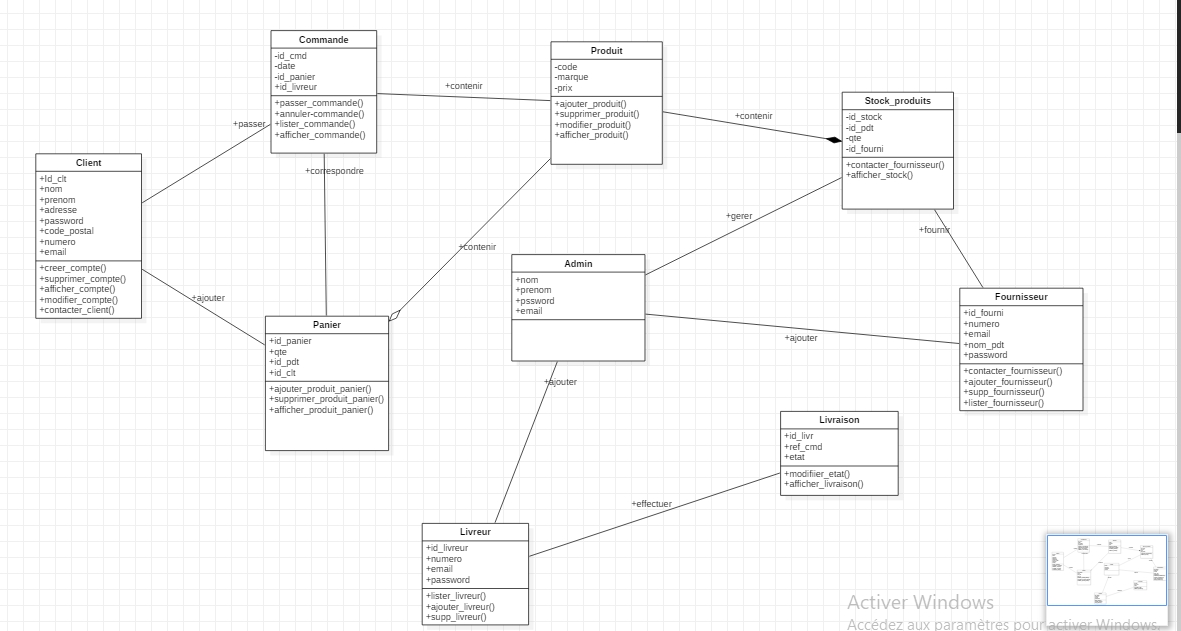 Commande
-id_cmd
-date
-id_panier
+id_livreur
+passer_commande()
+annuler-commande()
+lister_commande()
+afficher_commande()
Produit
-code
-marque
-prix
+ajouter_produit()
+supprimer_produit()
+modifier_produit()
+afficher_produit()
Stock_produits
-id_stock
-id_pdt
-qte
-id_fourni
+contacter_fournisseur()
+afficher_stock()
+contenir
+contenir
+passer
+correspondre
Client
+Id_clt
+nom
+prenom
+adresse
+password
+code_postal
+numero
+email
+creer_compte()
+supprimer_compte()
+afficher_compte()
+modifier_compte()
+contacter_client()
+gerer
+fournir
+contenir
+ajouter
Admin
+nom
+prenom
+pssword
+email
Fournisseur
+id_fourni
+numero
+email
+nom_pdt
+password
+contacter_fournisseur()
+ajouter_fournisseur()
+supp_fournisseur()
+lister_fournisseur()
Panier
+id_panier
+qte
+id_pdt
+id_clt
+ajouter_produit_panier()
+supprimer_produit_panier()
+afficher_produit_panier()
+ajouter
+ajouter
Livraison
+id_livr
+ref_cmd
+etat
+modifiier_etat()
+afficher_livraison()
+effectuer
Livreur
+id_livreur
+numero
+email
+password
+lister_livreur()
+ajouter_livreur()
+supp_livreur()
Activer Windows
Accédez aux paramètres pour activer Windows.